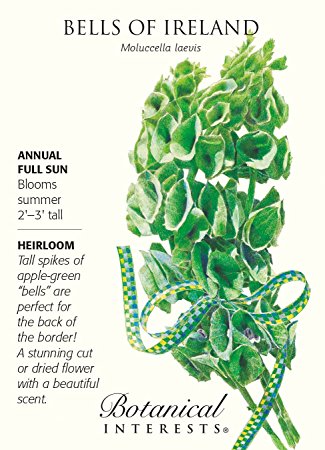 BELLS OF IRELAND
Moluccella laevis
ANNUAL
FULL SUN
Blooms
summer
2'–3' tall
HEIRLOOM
Tall spikes of
apple-green
"bells" are
perfect for
the back of
the border!
A stunning cut
or dried flower
with a beautiful
scent.
Botanical
INTERESTS®